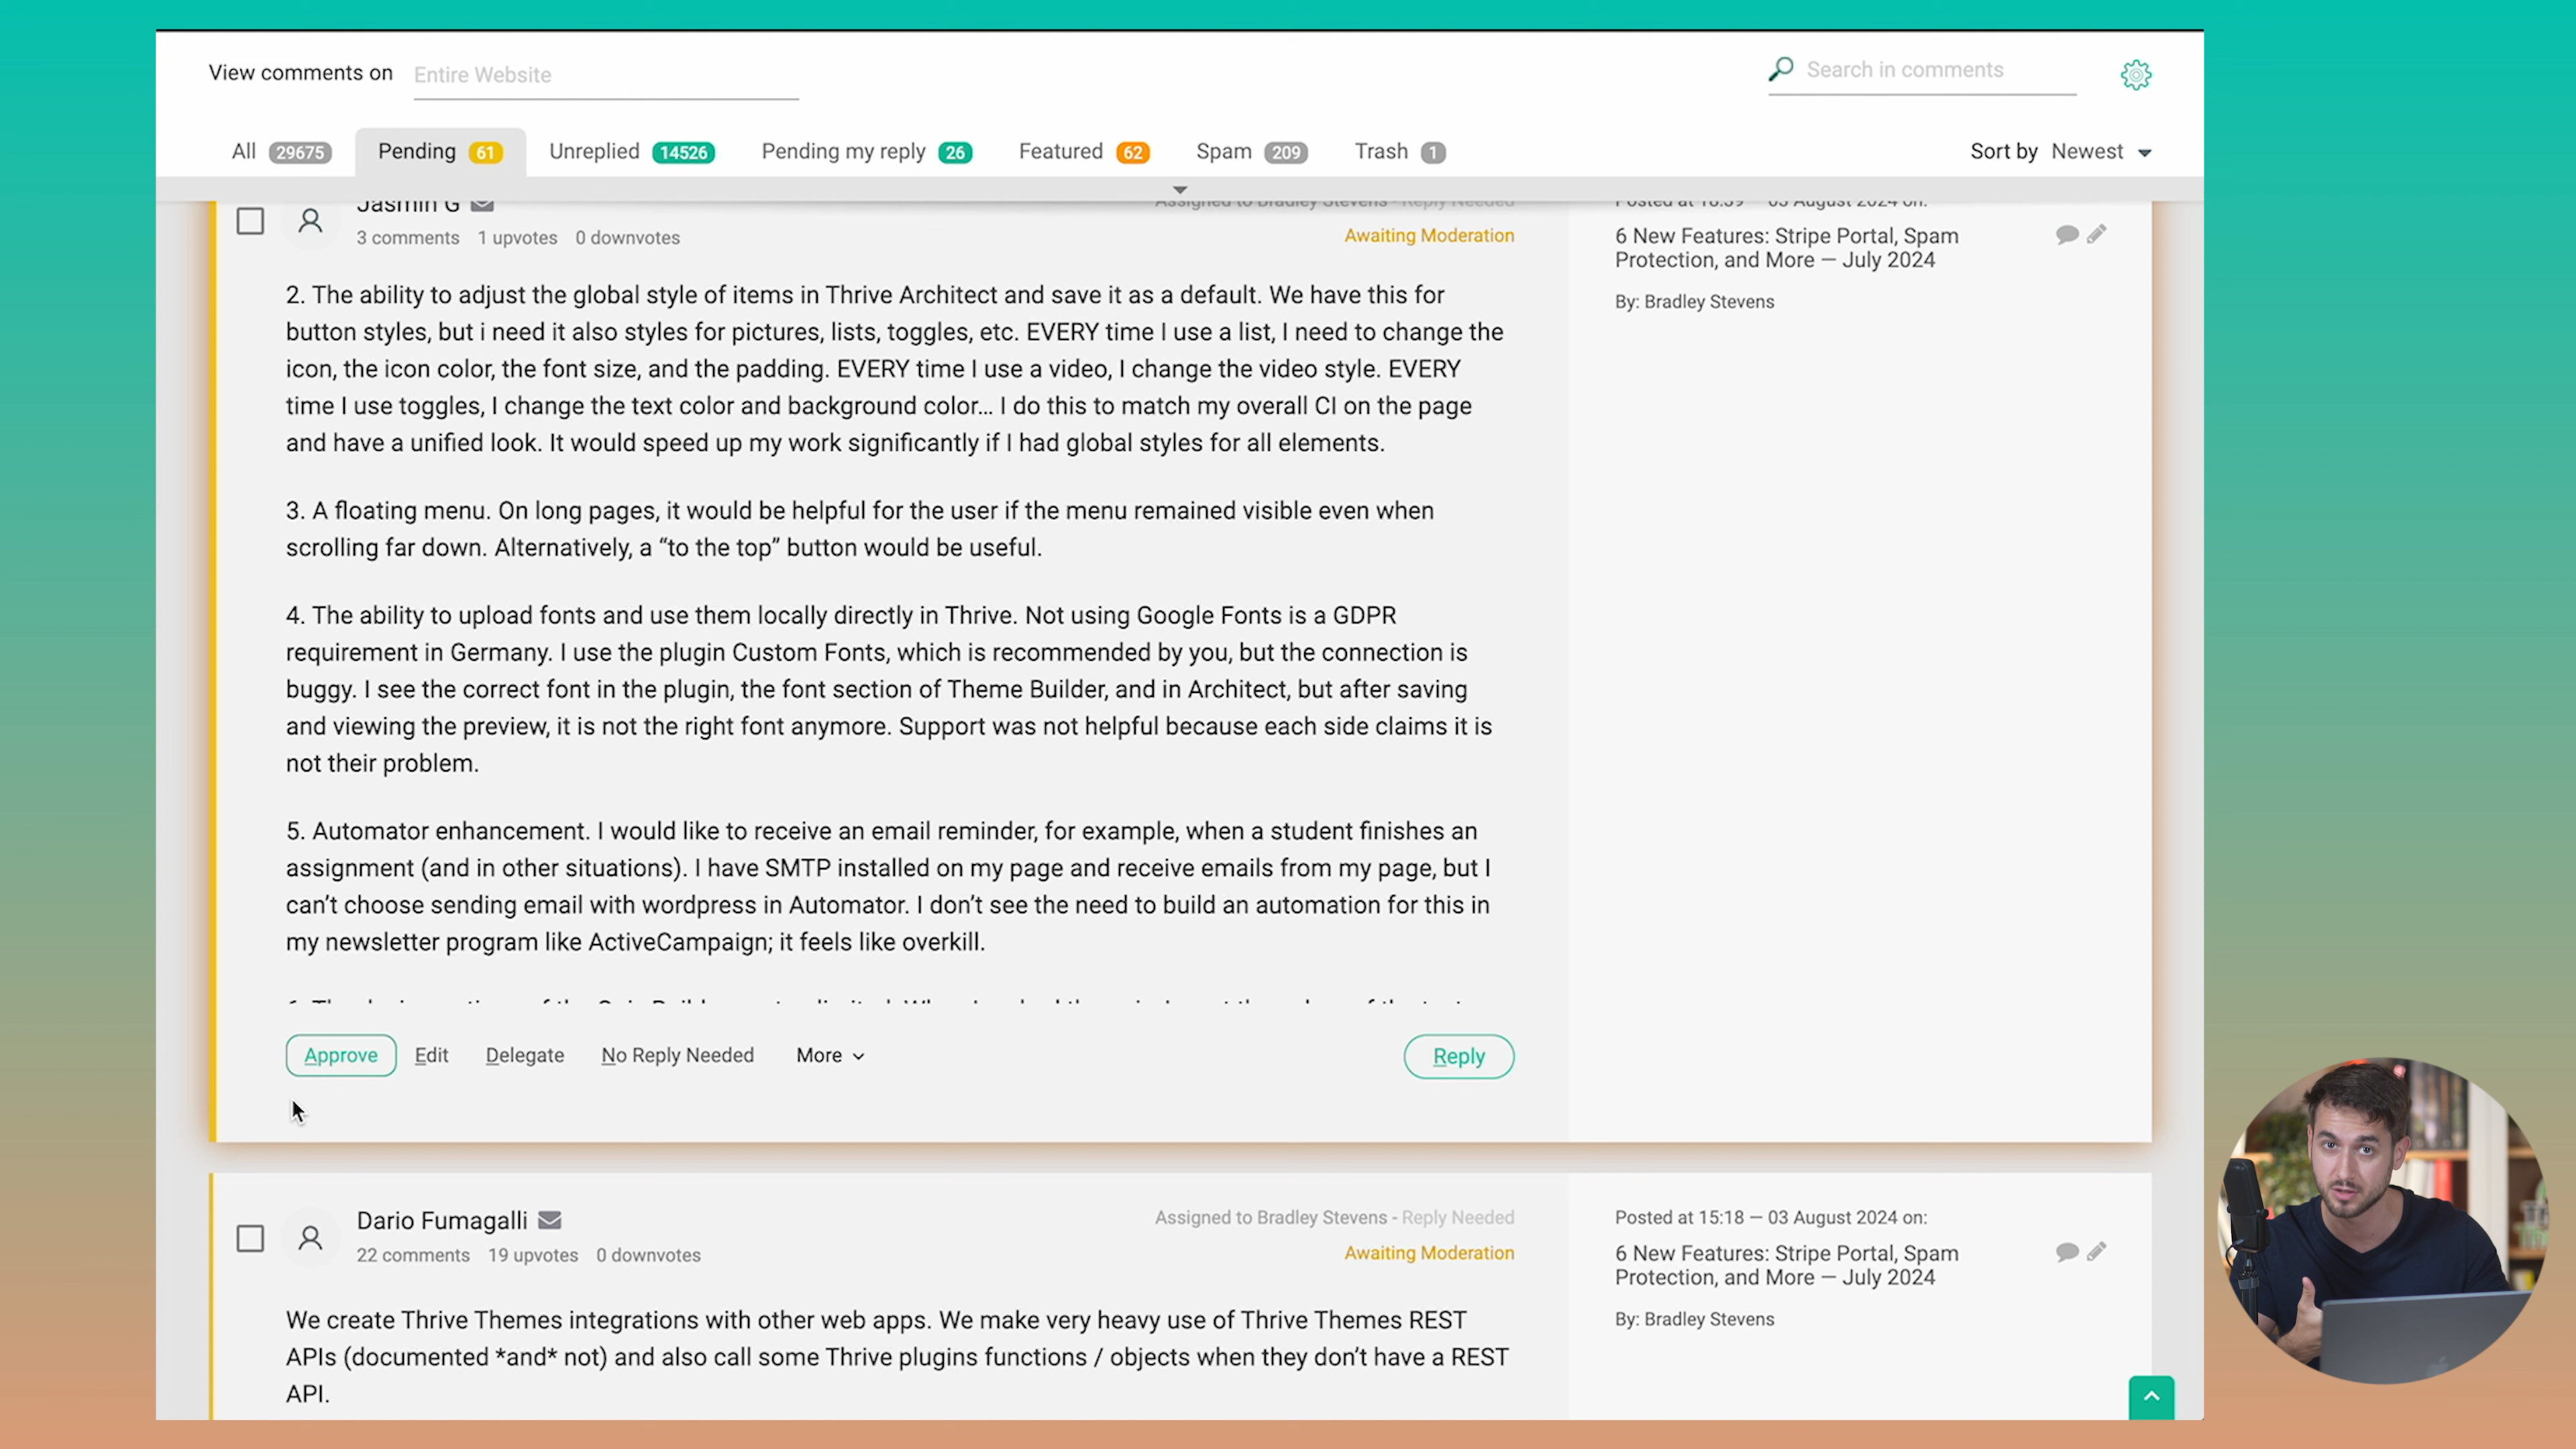 View comments on Entire Website
Search in comments
All 29675 Pending 61 Unreplied 14526 Pending my reply 26 Featured 62 Spam 209 Trash 1
Sort by Newest
Jasmin G
Assigned to Bradley Stevens - Reply Needed
3 comments 1 upvotes 0 downvotes
Awaiting Moderation
2. The ability to adjust the global style of items in Thrive Architect and save it as a default. We have this for
button styles, but i need it also styles for pictures, lists, toggles, etc. EVERY time I use a list, I need to change the
icon, the icon color, the font size, and the padding. EVERY time I use a video, I change the video style. EVERY
time I use toggles, I change the text color and background color... I do this to match my overall CI on the page
and have a unified look. It would speed up my work significantly if I had global styles for all elements.
3. A floating menu. On long pages, it would be helpful for the user if the menu remained visible even when
scrolling far down. Alternatively, a “to the top” button would be useful.
4. The ability to upload fonts and use them locally directly in Thrive. Not using Google Fonts is a GDPR
requirement in Germany. I use the plugin Custom Fonts, which is recommended by you, but the connection is
buggy. I see the correct font in the plugin, the font section of Theme Builder, and in Architect, but after saving
and viewing the preview, it is not the right font anymore. Support was not helpful because each side claims it is
not their problem.
5. Automator enhancement. I would like to receive an email reminder, for example, when a student finishes an
assignment (and in other situations). I have SMTP installed on my page and receive emails from my page, but I
can’t choose sending email with wordpress in Automator. I don’t see the need to build an automation for this in
my newsletter program like ActiveCampaign; it feels like overkill.
Approve Edit Delegate No Reply Needed More
Reply
Posted at 18:39 — 03 August 2024 on:
6 New Features: Stripe Portal, Spam
Protection, and More — July 2024
By: Bradley Stevens
Dario Fumagalli
22 comments 19 upvotes 0 downvotes
Assigned to Bradley Stevens - Reply Needed
Awaiting Moderation
We create Thrive Themes integrations with other web apps. We make very heavy use of Thrive Themes REST
APIs (documented *and* not) and also call some Thrive plugins functions / objects when they don’t have a REST
API.
Posted at 15:18 — 03 August 2024 on:
6 New Features: Stripe Portal, Spam
Protection, and More — July 2024
By: Bradley Stevens